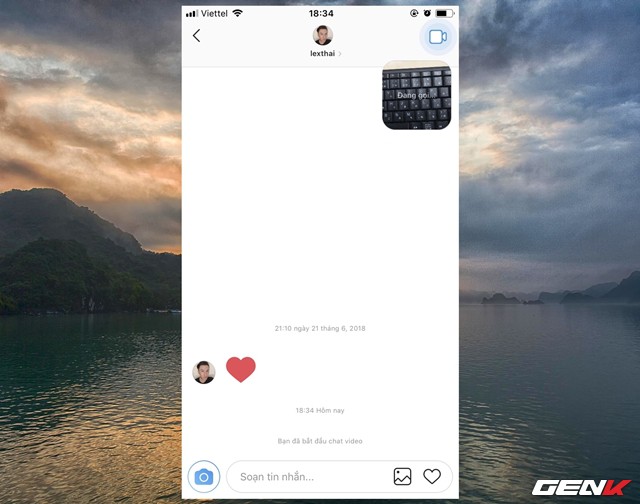 Viettel
18:34
lexthai
Đang gọi...
21:10 ngày 21 tháng 6, 2018
18:34 Hôm nay
Bạn đã bắt đầu chat video
Soạn tin nhắn...
GENK